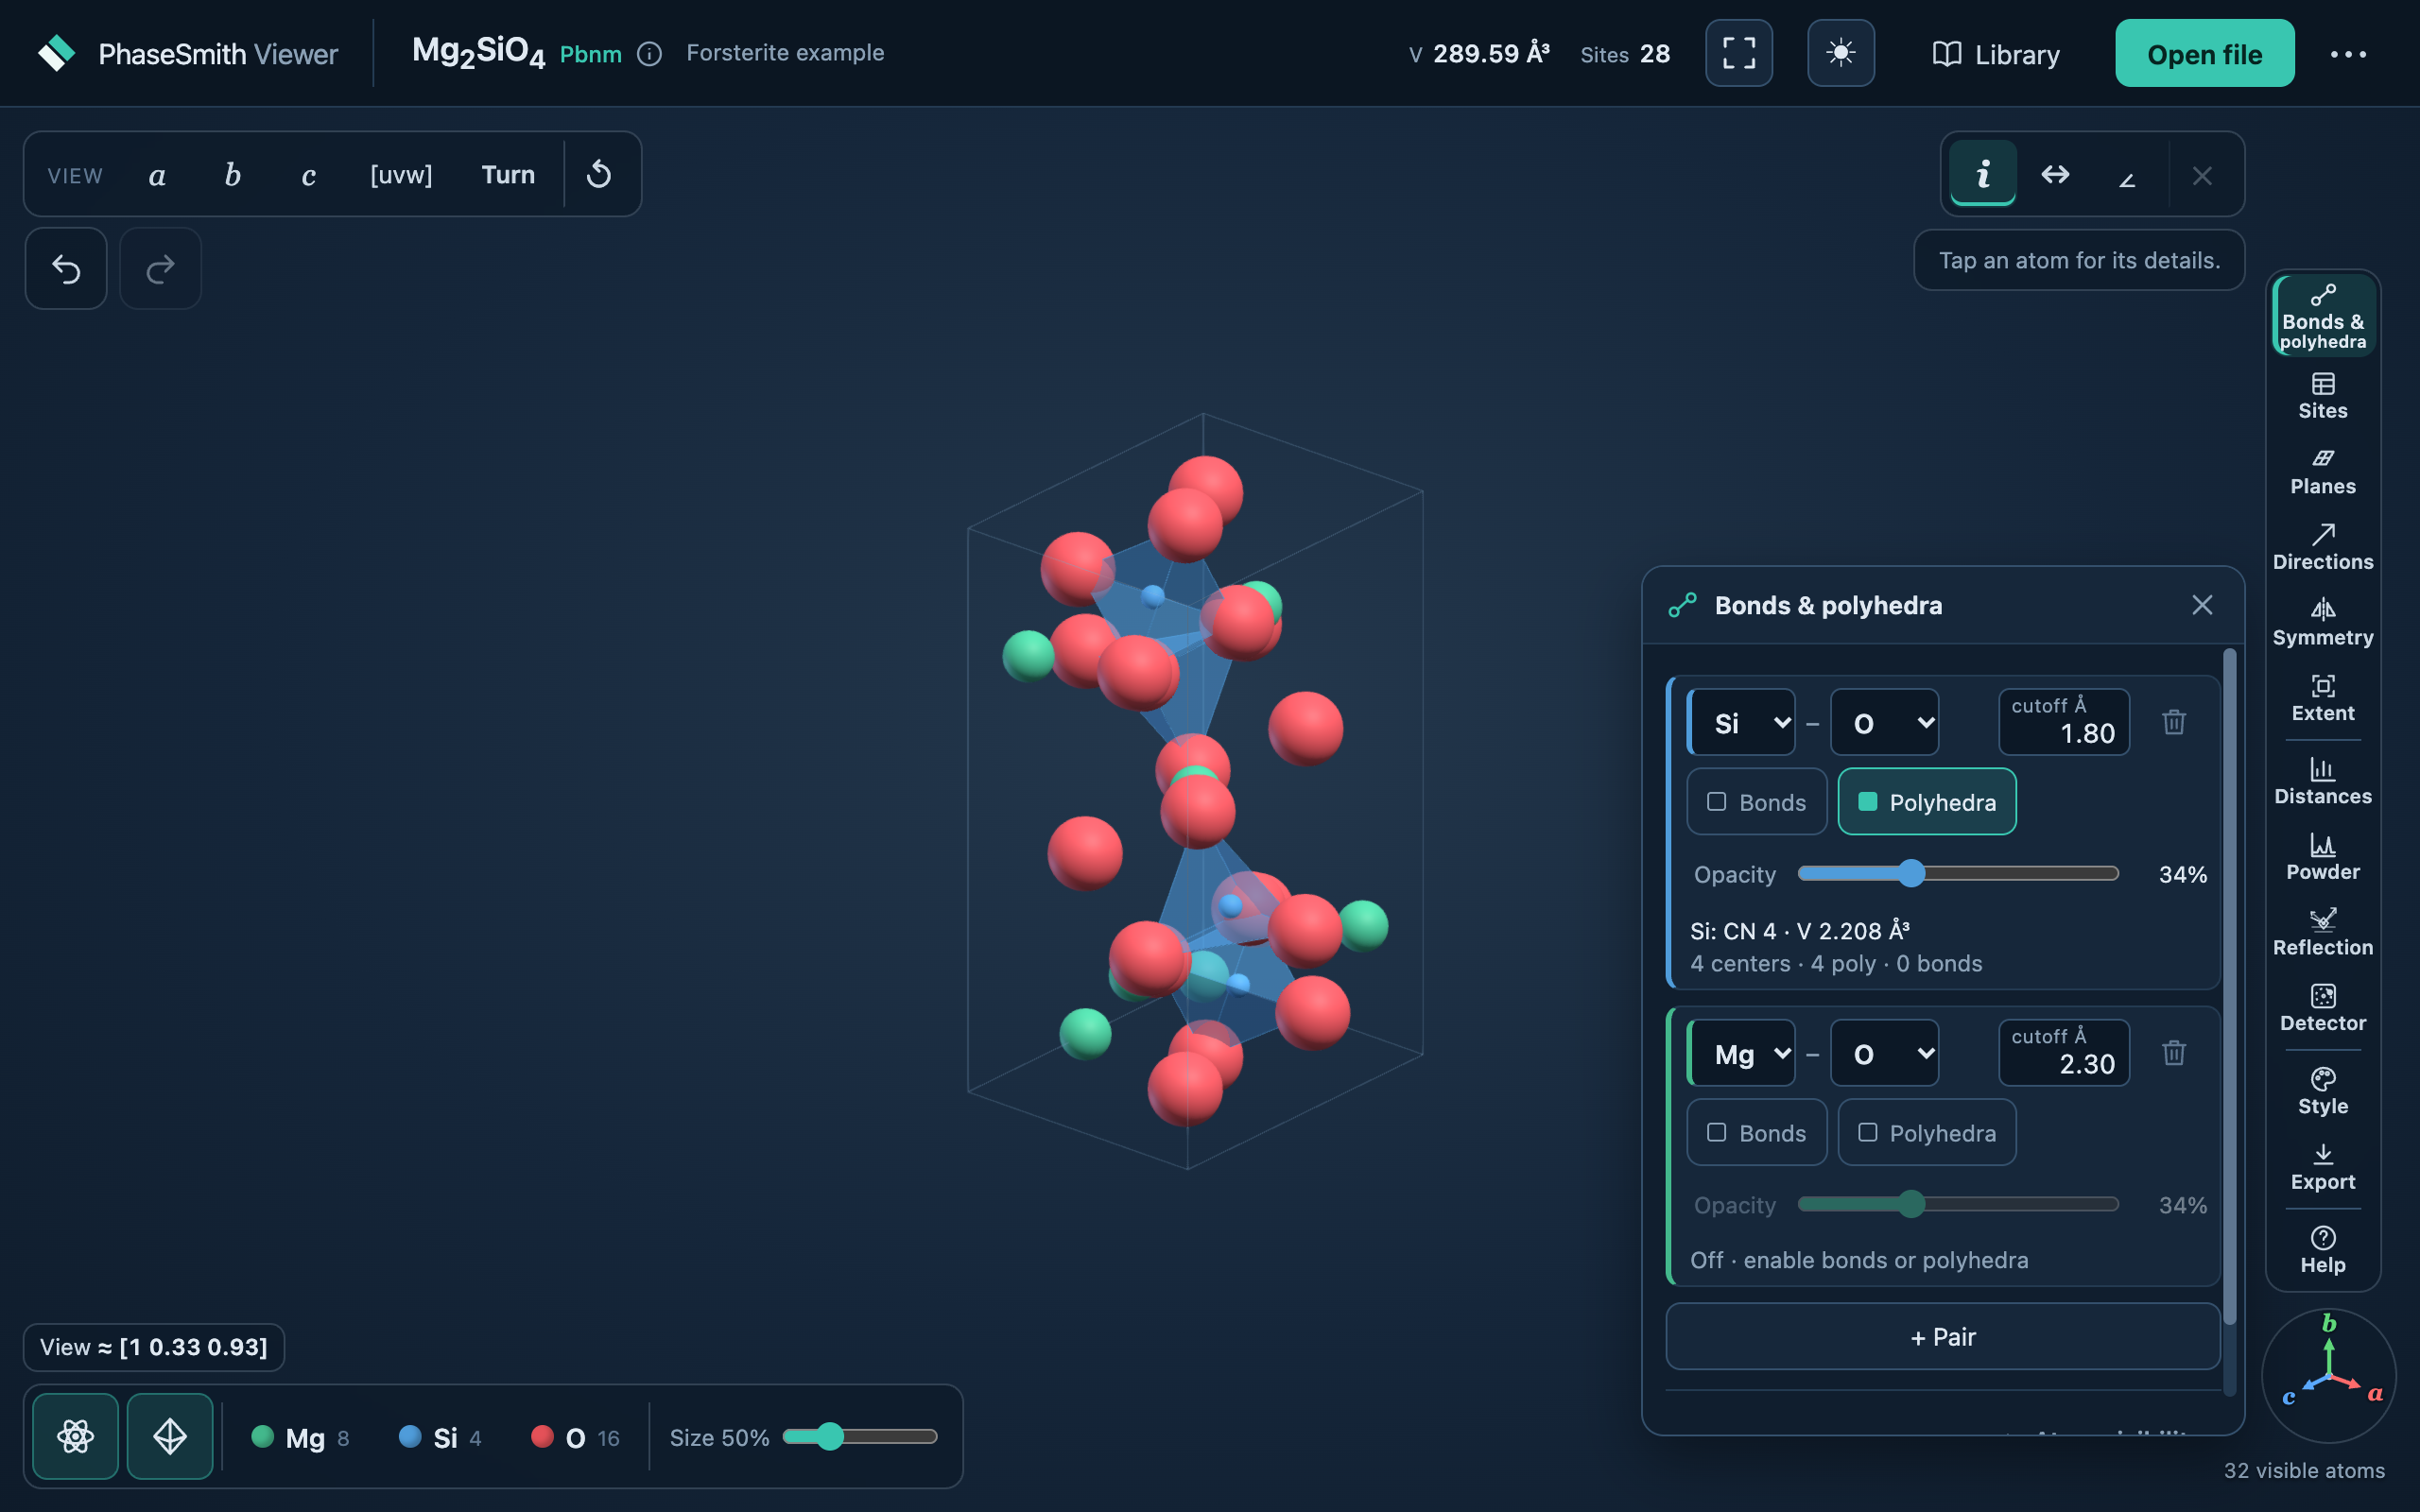 PhaseSmith Viewer
Mg2SiO4 Pbnm
Forsterite example
V 289.59 Å³ Sites 28
Library
Open file
VIEW a b c [uvw] Turn
Tap an atom for its details.
Bonds &
polyhedra
Sites
Planes
Directions
Symmetry
Extent
Distances
Powder
Reflection
Detector
Style
Export
Help
Bonds & polyhedra
Si – O cutoff Å 1.80
Bonds Polyhedra
Opacity 34%
Si: CN 4 · V 2.208 Å³
4 centers · 4 poly · 0 bonds
Mg – O cutoff Å 2.30
Bonds Polyhedra
Opacity 34%
Off · enable bonds or polyhedra
+ Pair
View ≈ [1 0.33 0.93]
Mg 8 Si 4 O 16 Size 50%
b
c a
32 visible atoms